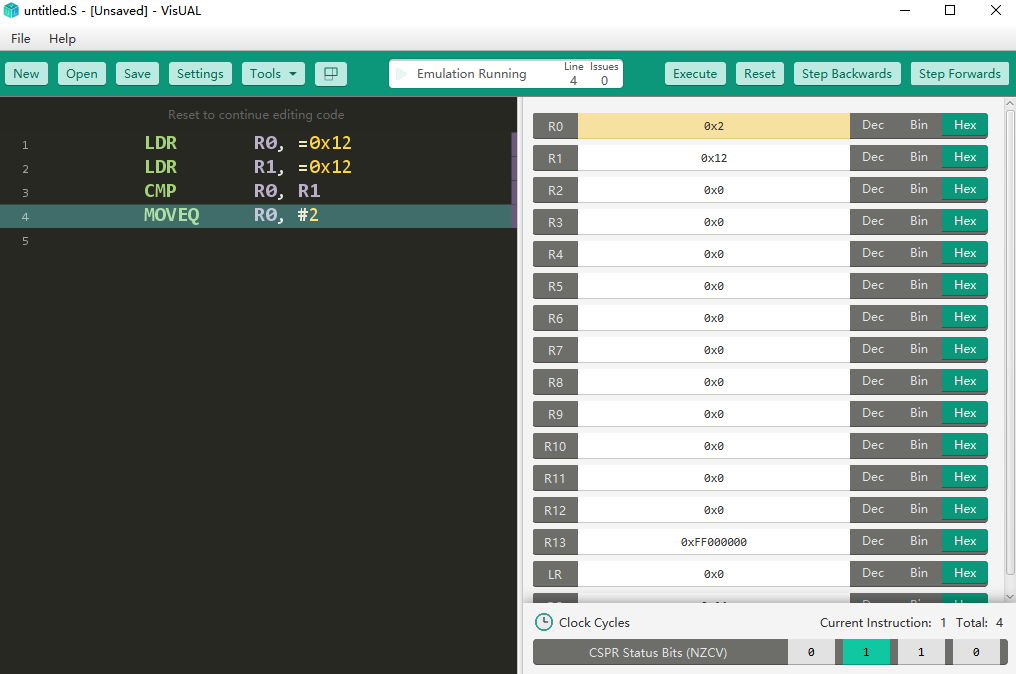 untitled.S - [Unsaved] - VisUAL
File Help
New Open Save Settings Tools Emulation Running Line 4 Issues 0 Execute Reset Step Backwards Step Forwards
Reset to continue editing code
1 LDR R0, =0x12
2 LDR R1, =0x12
3 CMP R0, R1
4 MOVEQ R0, #2
5
R0 0x2 Dec Bin Hex
R1 0x12 Dec Bin Hex
R2 0x0 Dec Bin Hex
R3 0x0 Dec Bin Hex
R4 0x0 Dec Bin Hex
R5 0x0 Dec Bin Hex
R6 0x0 Dec Bin Hex
R7 0x0 Dec Bin Hex
R8 0x0 Dec Bin Hex
R9 0x0 Dec Bin Hex
R10 0x0 Dec Bin Hex
R11 0x0 Dec Bin Hex
R12 0x0 Dec Bin Hex
R13 0xFF000000 Dec Bin Hex
LR 0x0 Dec Bin Hex
Clock Cycles Current Instruction: 1 Total: 4
CSPR Status Bits (NZCV) 0 1 1 0